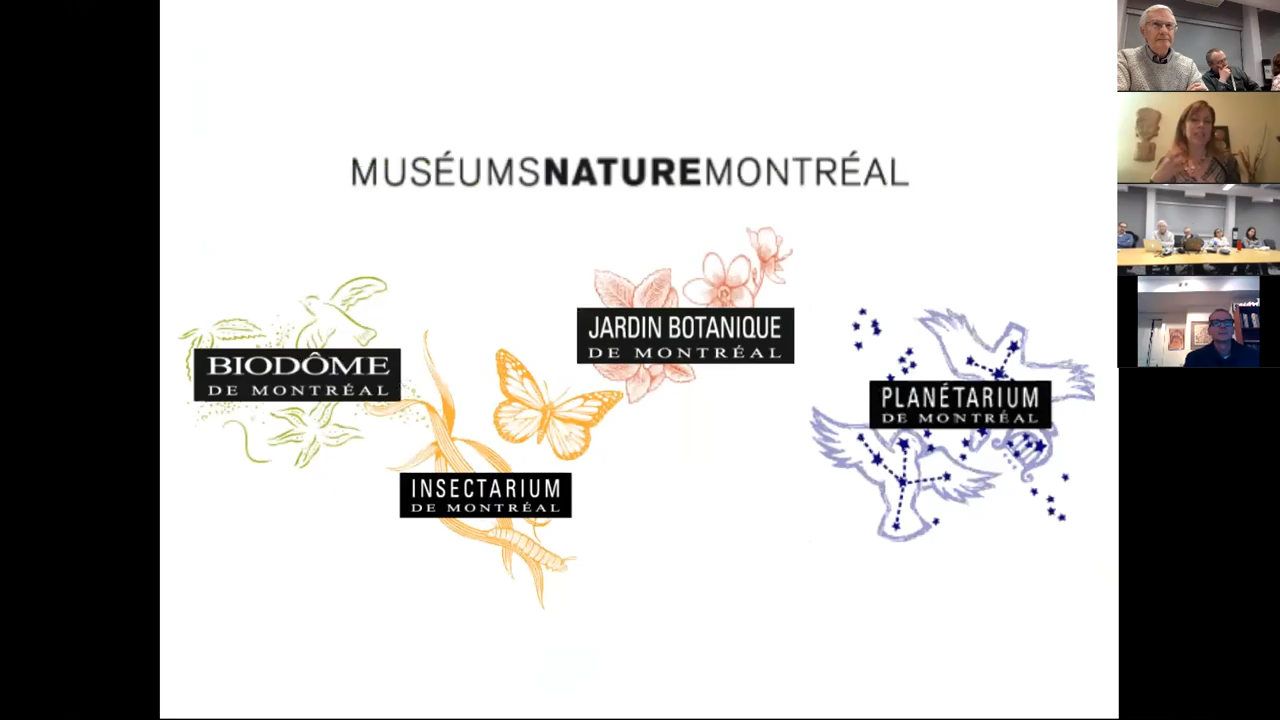 MUSÉUMSNATUREMONTRÉAL
BIODÔME
DE MONTRÉAL
INSECTARIUM
DE MONTRÉAL
JARDIN BOTANIQUE
DE MONTRÉAL
PLANÉTARIUM
DE MONTRÉAL